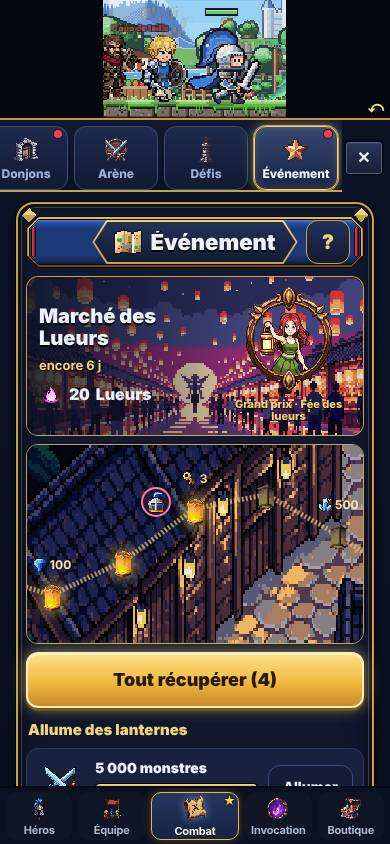 Donjons
Arène
Défis
Événement
✕
Événement
?
Marché des
Lueurs
encore 6 j
20 Lueurs
Grand prix · Fée des
lueurs
3
500
100
Tout récupérer (4)
Allume des lanternes
5 000 monstres
Allumer
Héros
Équipe
Combat
Invocation
Boutique